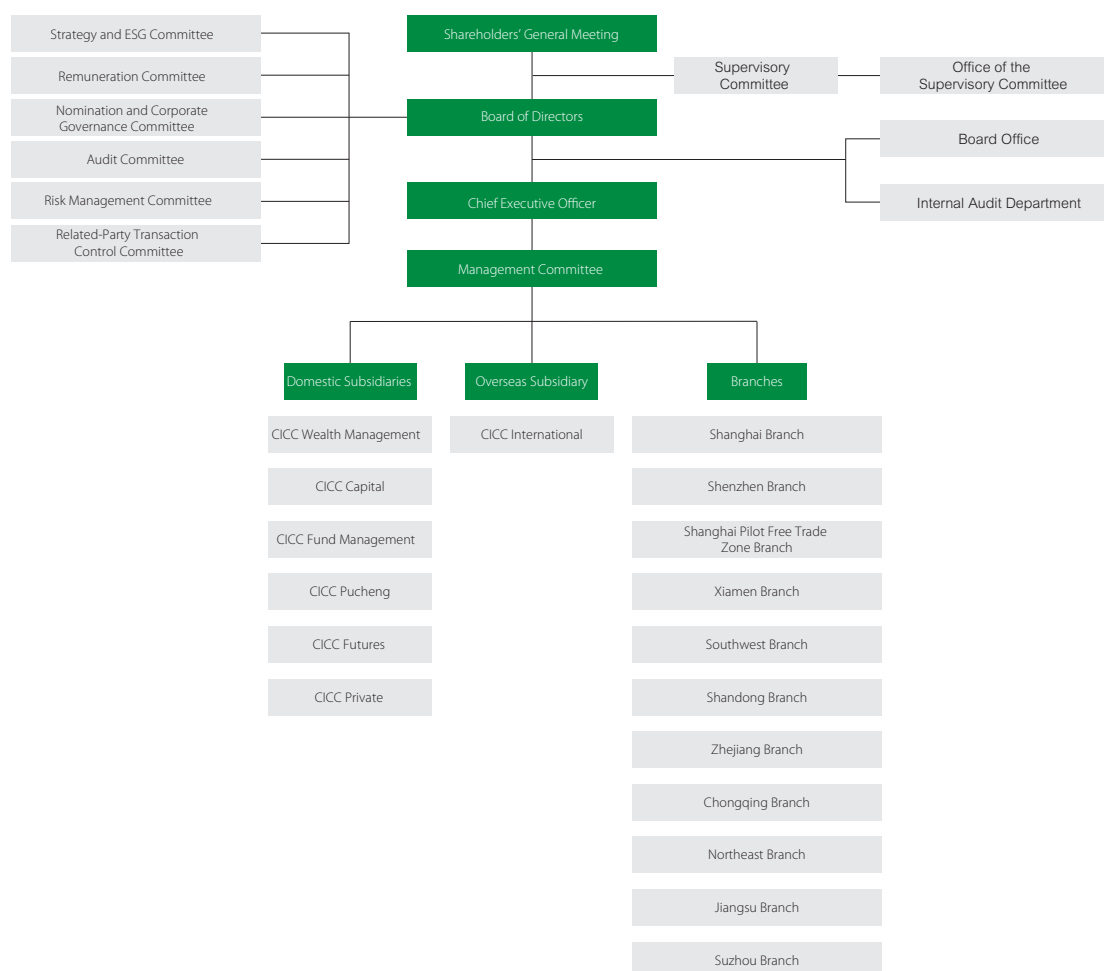 Strategy and ESG Committee
Remuneration Committee
Nomination and Corporate
Governance Committee
Audit Committee
Risk Management Committee
Related-Party Transaction
Control Committee
Shareholders' General Meeting
Supervisory
Committee
Office of the
Supervisory Committee
Board of Directors
Board Office
Internal Audit Department
Chief Executive Officer
Management Committee
Domestic Subsidiaries
CICC Wealth Management
CICC Capital
CICC Fund Management
CICC Pucheng
CICC Futures
CICC Private
Overseas Subsidiary
CICC International
Branches
Shanghai Branch
Shenzhen Branch
Shanghai Pilot Free Trade
Zone Branch
Xiamen Branch
Southwest Branch
Shandong Branch
Zhejiang Branch
Chongqing Branch
Northeast Branch
Jiangsu Branch
Suzhou Branch